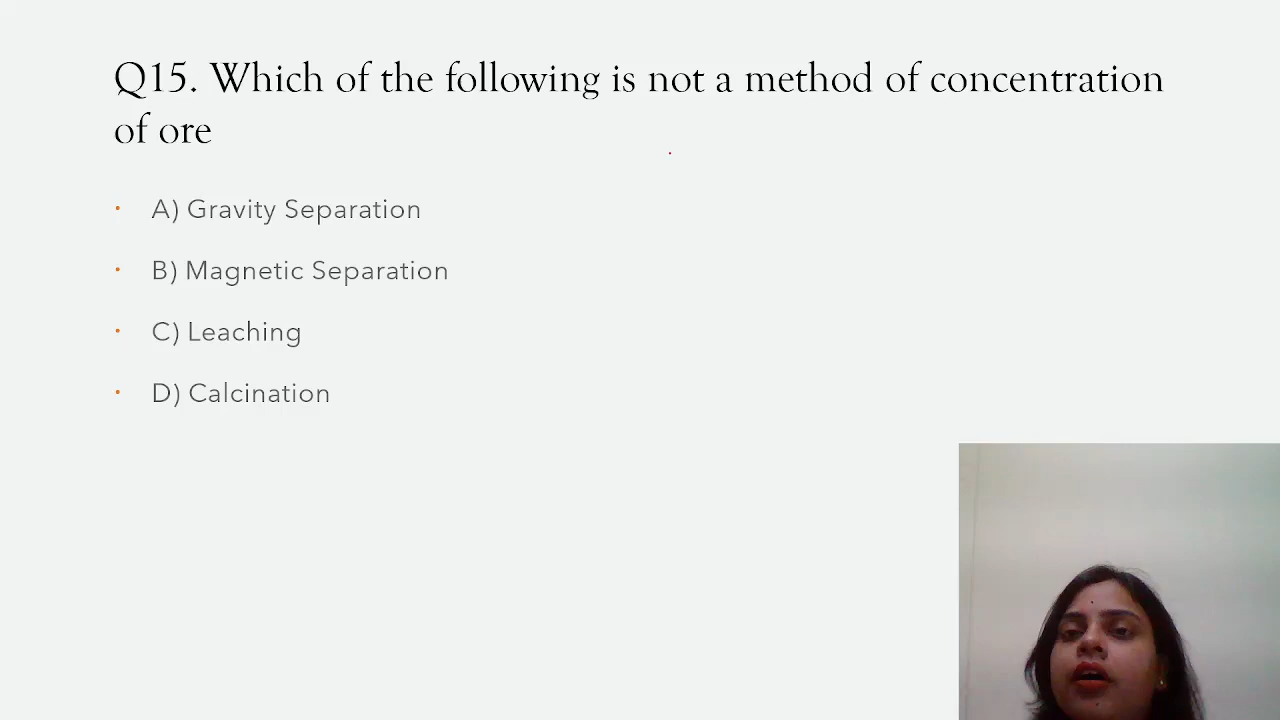 Q15. Which of the following is not a method of concentration
of ore
• A) Gravity Separation
• B) Magnetic Separation
• C) Leaching
• D) Calcination